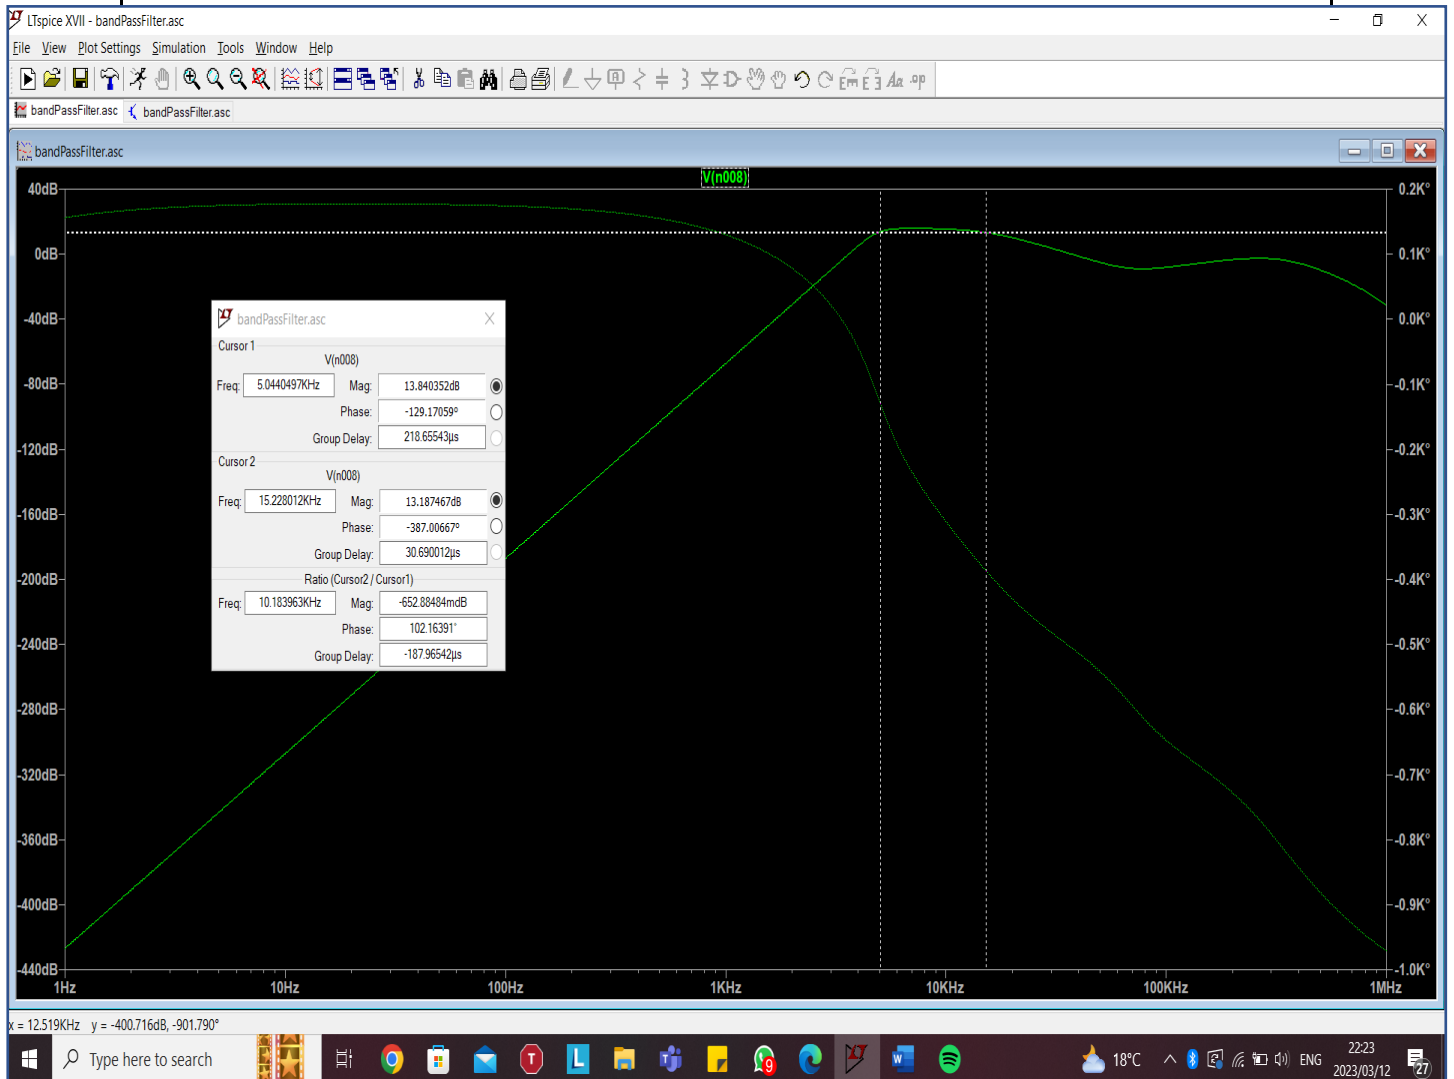 LTspice XVII - bandPassFilter.asc
File View Plot Settings Simulation Tools Window Help
bandPassFilter.asc bandPassFilter.asc
bandPassFilter.asc
V(n008)
40dB 0.2K°
0dB 0.1K°
-40dB 0.0K°
-80dB -0.1K°
-120dB -0.2K°
-160dB -0.3K°
-200dB -0.4K°
-240dB -0.5K°
-280dB -0.6K°
-320dB -0.7K°
-360dB -0.8K°
-400dB -0.9K°
-440dB -1.0K°
1Hz 10Hz 100Hz 1KHz 10KHz 100KHz 1MHz
bandPassFilter.asc
Cursor 1
V(n008)
Freq: 5.0440497KHz Mag: 13.840352dB
Phase: -129.17059°
Group Delay: 218.65543µs
Cursor 2
V(n008)
Freq: 15.228012KHz Mag: 13.187467dB
Phase: -387.00667°
Group Delay: 30.690012µs
Ratio (Cursor2 / Cursor1)
Freq: 10.183963KHz Mag: -652.88484mdB
Phase: 102.16391°
Group Delay: -187.96542µs
x = 12.519KHz y = -400.716dB, -901.790°
Type here to search
18°C ENG 22:23
2023/03/12
27